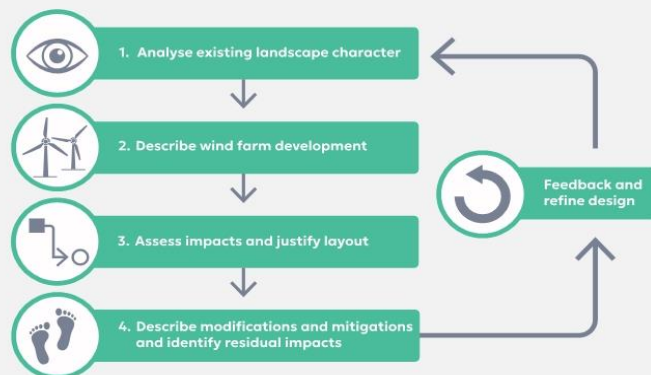 1. Analyse existing landscape character
2. Describe wind farm development
3. Assess impacts and justify layout
4. Describe modifications and mitigations
and identify residual impacts
Feedback and
refine design